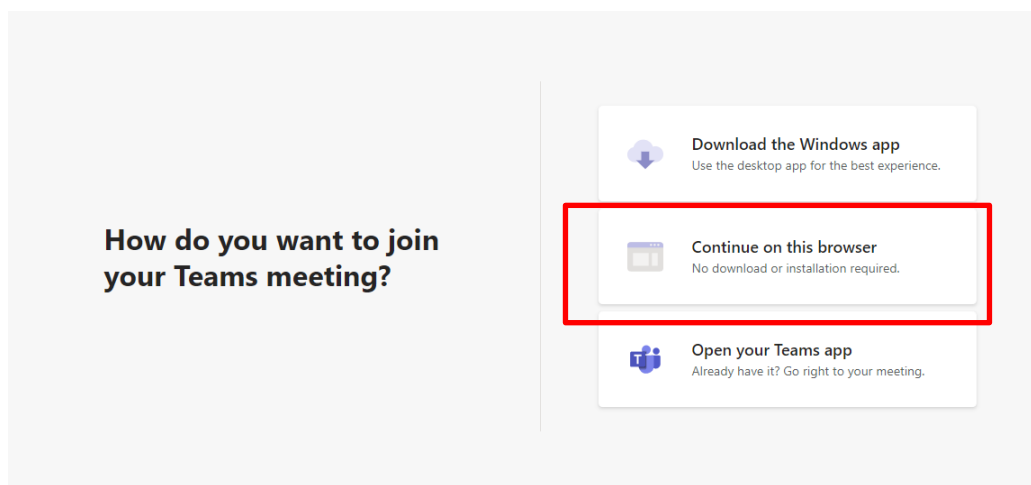 How do you want to join
your Teams meeting?
Download the Windows app
Use the desktop app for the best experience.
Continue on this browser
No download or installation required.
Open your Teams app
Already have it? Go right to your meeting.